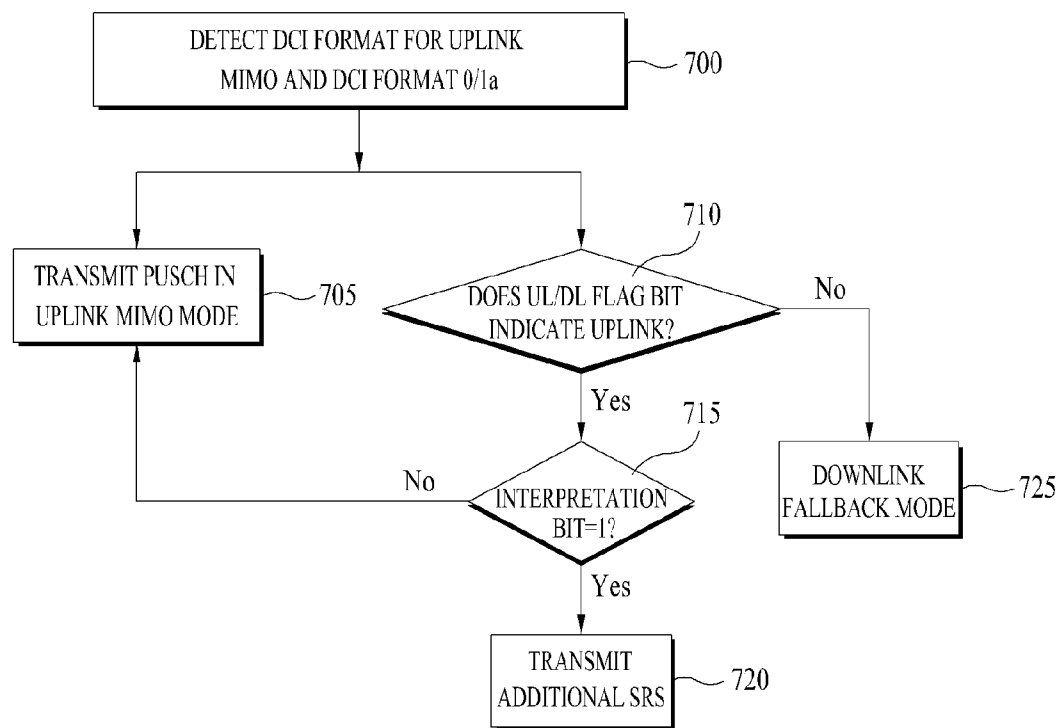 DETECT DCI FORMAT FOR UPLINK
MIMO AND DCI FORMAT 0/1a
700
710
TRANSMIT PUSCH IN
UPLINK MIMO MODE
705
DOES UL/DL FLAG BIT
INDICATE UPLINK?
No
Yes
715
No
INTERPRETATION
BIT=1?
DOWNLINK
FALLBACK MODE
725
Yes
TRANSMIT
ADDITIONAL SRS
720